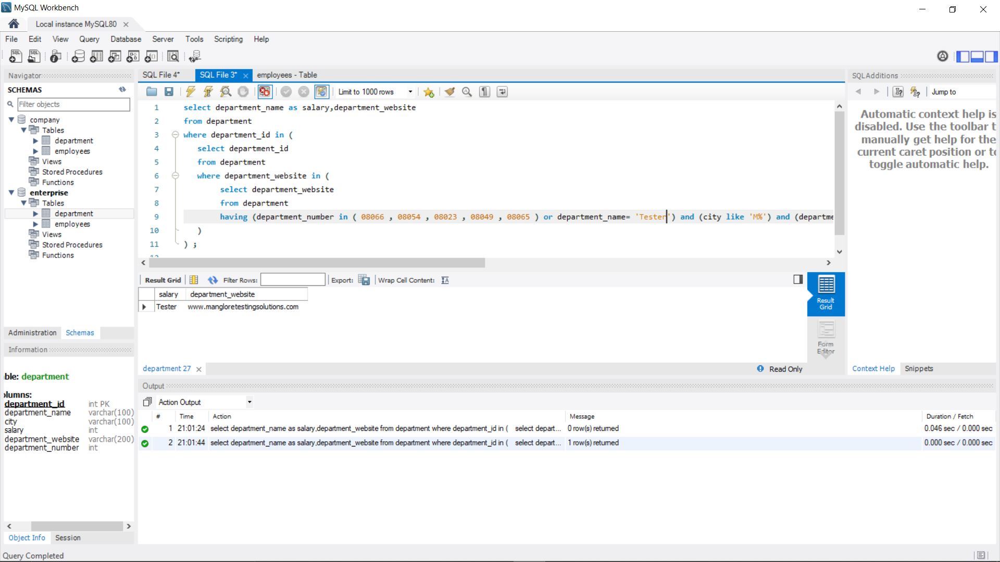 MySQL Workbench
Local instance MySQL80
File Edit View Query Database Server Tools Scripting Help
Navigator
SCHEMAS
Filter objects
company
Tables
department
employees
Views
Stored Procedures
Functions
enterprise
Tables
department
employees
Views
Stored Procedures
Functions
Administration Schemas
Information
ble: department
olumns:
department_id int PK
department_name varchar(100)
city varchar(100)
salary int
department_website varchar(200)
department_number int
Object Info Session
Query Completed
SQL File 4* SQL File 3* employees - Table
Limit to 1000 rows
1 select department_name as salary,department_website
2 from department
3 where department_id in (
4 select department_id
5 from department
6 where department_website in (
7 select department_website
8 from department
9 having (department_number in ( 08066 , 08054 , 08023 , 08049 , 08065 ) or department_name= 'Tester') and (city like 'M%') and (departme
10 )
11 ) ;
12
Result Grid Filter Rows: Export: Wrap Cell Content:
salary department_website
Tester www.mangloretestingsolutions.com
Result
Grid
Form
Editor
department 27 Read Only
Output
Action Output
# Time Action Message Duration / Fetch
1 21:01:24 select department_name as salary,department_website from department where department_id in ( select depart... 0 row(s) returned 0.046 sec / 0.000 sec
2 21:01:44 select department_name as salary,department_website from department where department_id in ( select depart... 1 row(s) returned 0.000 sec / 0.000 sec
SQLAdditions
Jump to
Automatic context help is
disabled. Use the toolbar t
manually get help for the
current caret position or to
toggle automatic help.
Context Help Snippets